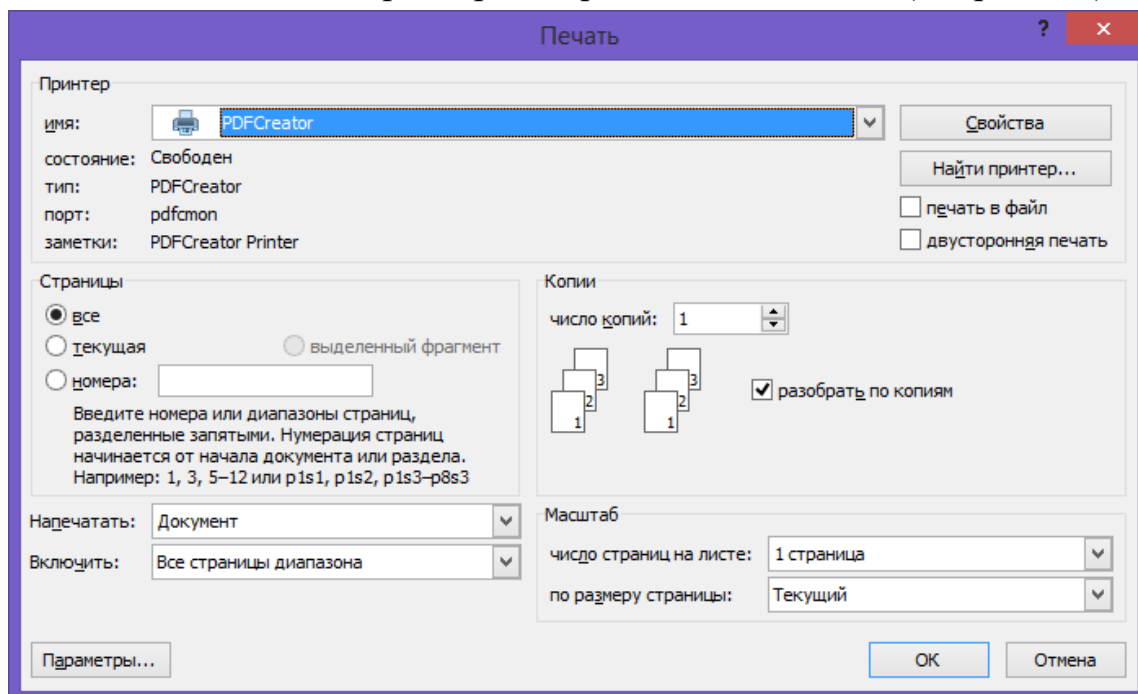 Печать
?
×
Принтер
имя: PDFCreator
Свойства
состояние: Свободен
Найти принтер...
тип: PDFCreator
порт: pdfcmon
печать в файл
заметки: PDFCreator Printer
двусторонняя печать
Страницы
все
текущая
выделенный фрагмент
номера:
Введите номера или диапазоны страниц,
разделенные запятыми. Нумерация страниц
начинается от начала документа или раздела.
Например: 1, 3, 5–12 или p1s1, p1s2, p1s3–p8s3
Копии
число копий: 1
3
2
1
3
2
1
разобрать по копиям
Напечатать: Документ
Включить: Все страницы диапазона
Масштаб
число страниц на листе: 1 страница
по размеру страницы: Текущий
Параметры...
ОК
Отмена